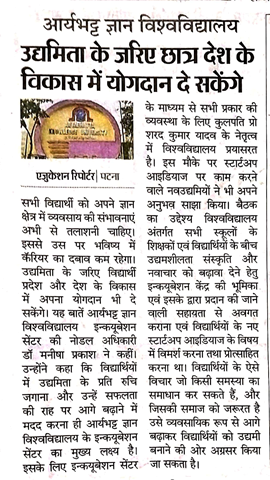 आर्यभट्ट ज्ञान विश्वविद्यालय
उद्यमिता के जरिए छात्र देश के
विकास में योगदान दे सकेंगे
एजुकेशन रिपोर्टर | पटना
सभी विद्यार्थी को अपने ज्ञान
क्षेत्र में व्यवसाय की संभावनाएं
अभी से तलाशनी चाहिए।
इससे उस पर भविष्य में
कॅरियर का दबाव कम रहेगा।
उद्यमिता के जरिए विद्यार्थी
प्रदेश और देश के विकास
में अपना योगदान भी दे
सकेंगे। यह बातें आर्यभट्ट ज्ञान
विश्वविद्यालय इन्क्यूबेशन
सेंटर की नोडल अधिकारी
डॉ मनीषा प्रकाश ने कहीं।
उन्होंने कहा कि विद्यार्थियों
में उद्यमिता के प्रति रुचि
जगाना और उन्हें सफलता
की राह पर आगे बढ़ाने में
मदद करना ही आर्यभट्ट ज्ञान
विश्वविद्यालय के इन्क्यूबेशन
सेंटर का मुख्य लक्ष्य है।
इसके लिए इन्क्यूबेशन सेंटर
के माध्यम से सभी प्रकार की
व्यवस्था के लिए कुलपति प्रो
शरद कुमार यादव के नेतृत्व
में विश्वविद्यालय प्रयासरत
है। इस मौके पर स्टार्टअप
आइडियाज पर काम करने
वाले नवउद्यमियों ने भी अपने
अनुभव साझा किया। बैठक
का उद्देश्य विश्वविद्यालय
अंतर्गत सभी स्कूलों के
शिक्षकों एवं विद्यार्थियों के बीच
उद्यमशीलता संस्कृति और
नवाचार को बढ़ावा देने हेतु
इन्क्यूबेशन केंद्र की भूमिका
एवं इसके द्वारा प्रदान की जाने
वाली सहायता से अवगत
कराना एवं विद्यार्थियों के नए
स्टार्टअप आइडियाज के विषय
में विमर्श करना तथा प्रोत्साहित
करना था। विद्यार्थियों के ऐसे
विचार जो किसी समस्या का
समाधान कर सकते हैं, और
जिसकी समाज को जरूरत है
उसे व्यवसायिक रूप से आगे
बढ़ाकर विद्यार्थियों को उद्यमी
बनाने की ओर अग्रसर किया
जा सकता है।